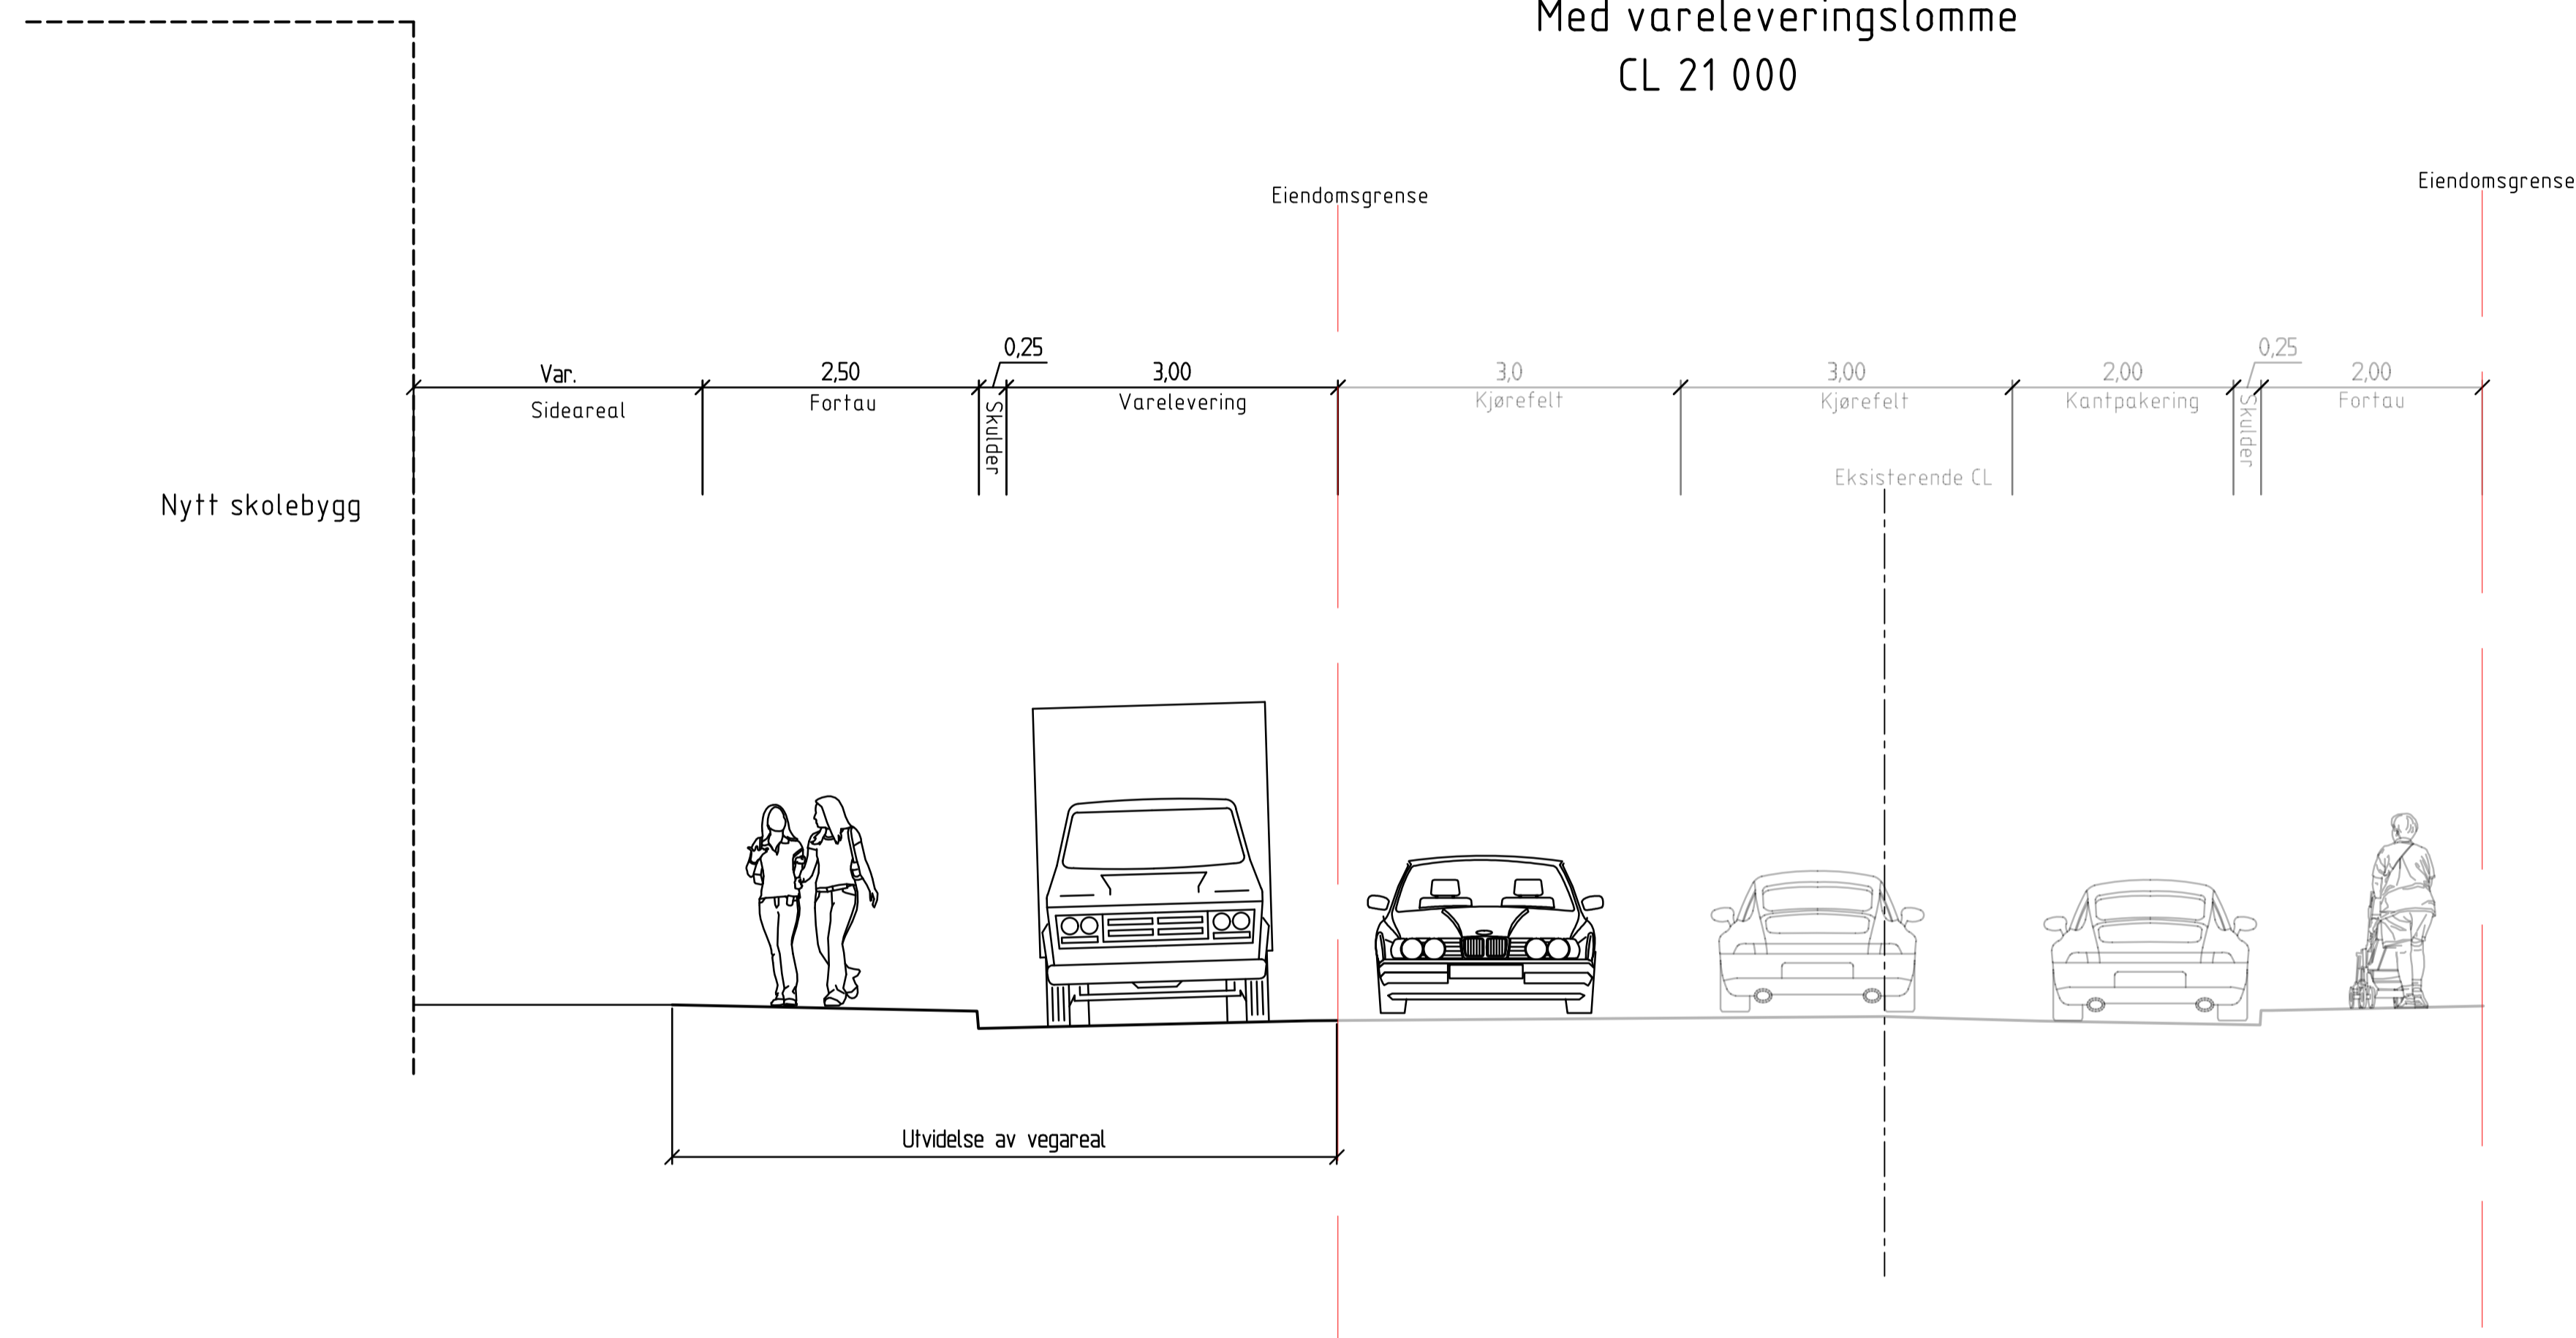 Med vareleveringslomme
CL 21 000
Eiendomsgrense
Eiendomsgrense
Var.
2,50
0,25
3,00
3,0
3,00
2,00
0,25
2,00
Sideareal
Fortau
Skulder
Varelevering
Kjørefelt
Kjørefelt
Kantpakering
Skulder
Fortau
Eksisterende CL
Nytt skolebygg
Utvidelse av vegareal